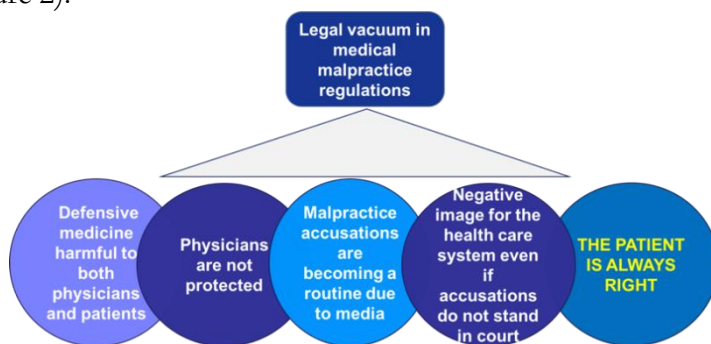 ure 2).
Legal vacuum in
medical
malpractice
regulations
Defensive
medicine
harmful to
both
physicians
and patients
Physicians
are not
protected
Malpractice
accusations
are
becoming a
routine due
to media
Negative
image for the
health care
system even
if
accusations
do not stand
in court
THE PATIENT
IS ALWAYS
RIGHT